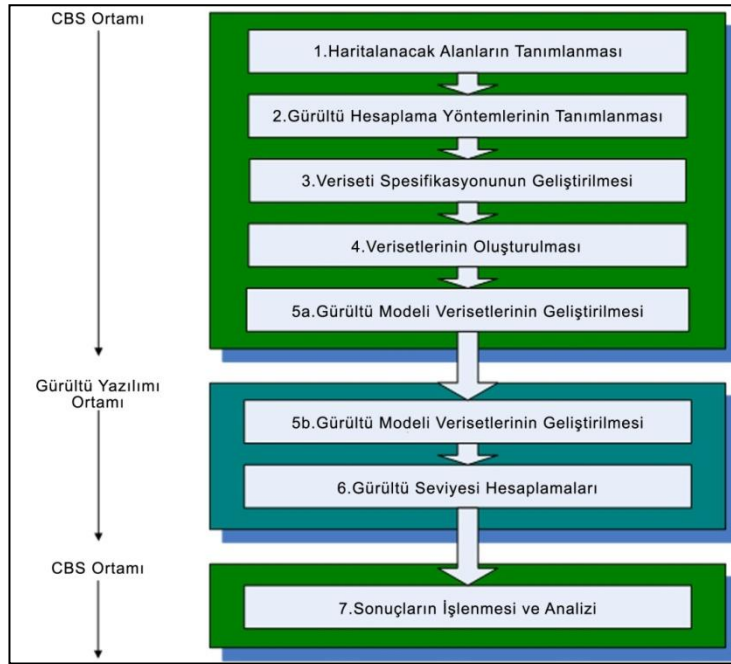 CBS Ortamı
1.Haritalanacak Alanların Tanımlanması
2.Gürültü Hesaplama Yöntemlerinin Tanımlanması
3.Veriseti Spesifikasyonunun Geliştirilmesi
4.Verisetlerinin Oluşturulması
5a.Gürültü Modeli Verisetlerinin Geliştirilmesi
Gürültü Yazılımı
Ortamı
5b.Gürültü Modeli Verisetlerinin Geliştirilmesi
6.Gürültü Seviyesi Hesaplamaları
CBS Ortamı
7.Sonuçların İşlenmesi ve Analizi